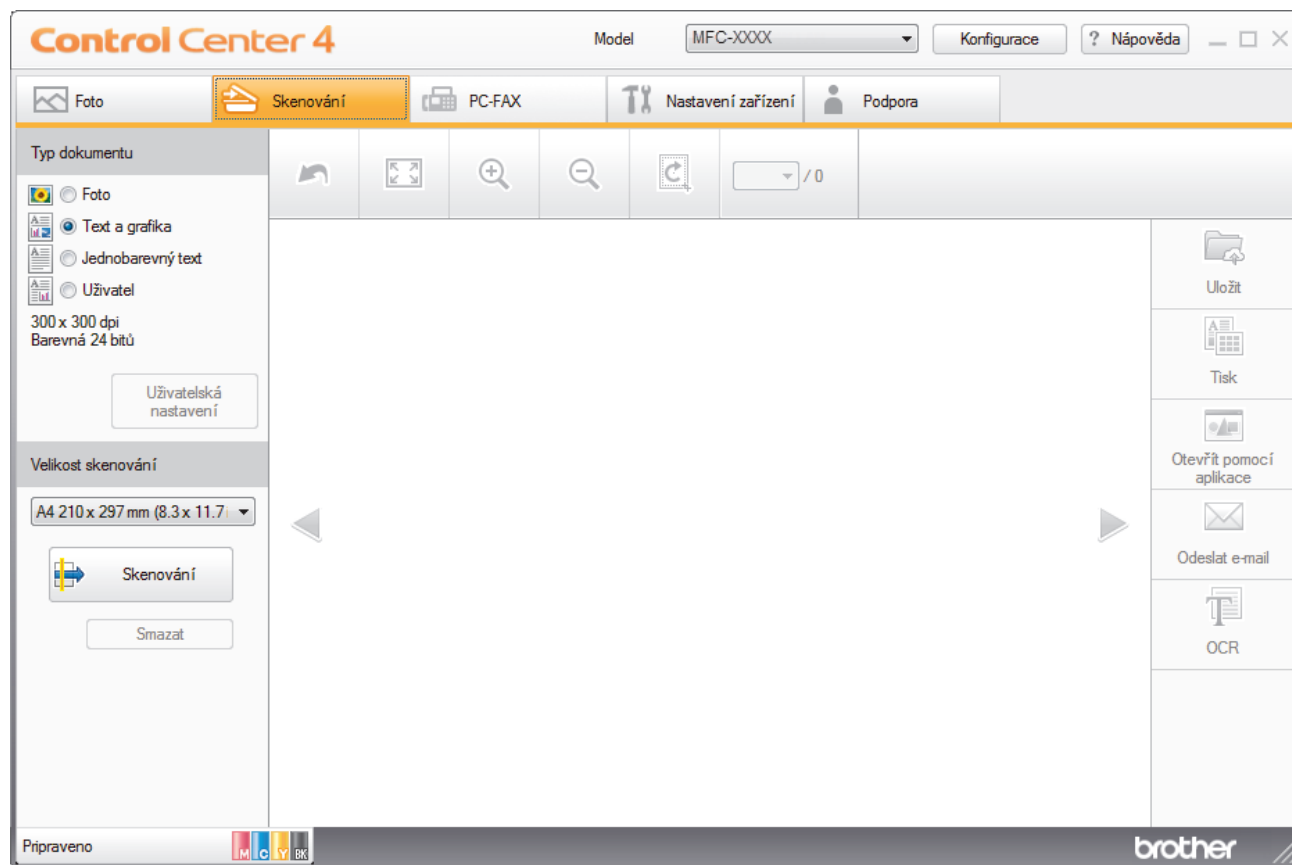 Control Center 4
Model
MFC-XXXX
Konfigurace
? Nápověda
Foto
Skenování
PC-FAX
Nastavení zařízení
Podpora
Typ dokumentu
Foto
Text a grafika
Jednobarevný text
Uživatel
300 x 300 dpi
Barevná 24 bitů
Uživatelská
nastavení
Velikost skenování
A4 210 x 297 mm (8.3 x 11.7
Skenování
Smazat
/ 0
Uložit
Tisk
Otevřít pomocí
aplikace
Odeslat e-mail
OCR
Pripraveno
M C Y BK
brother